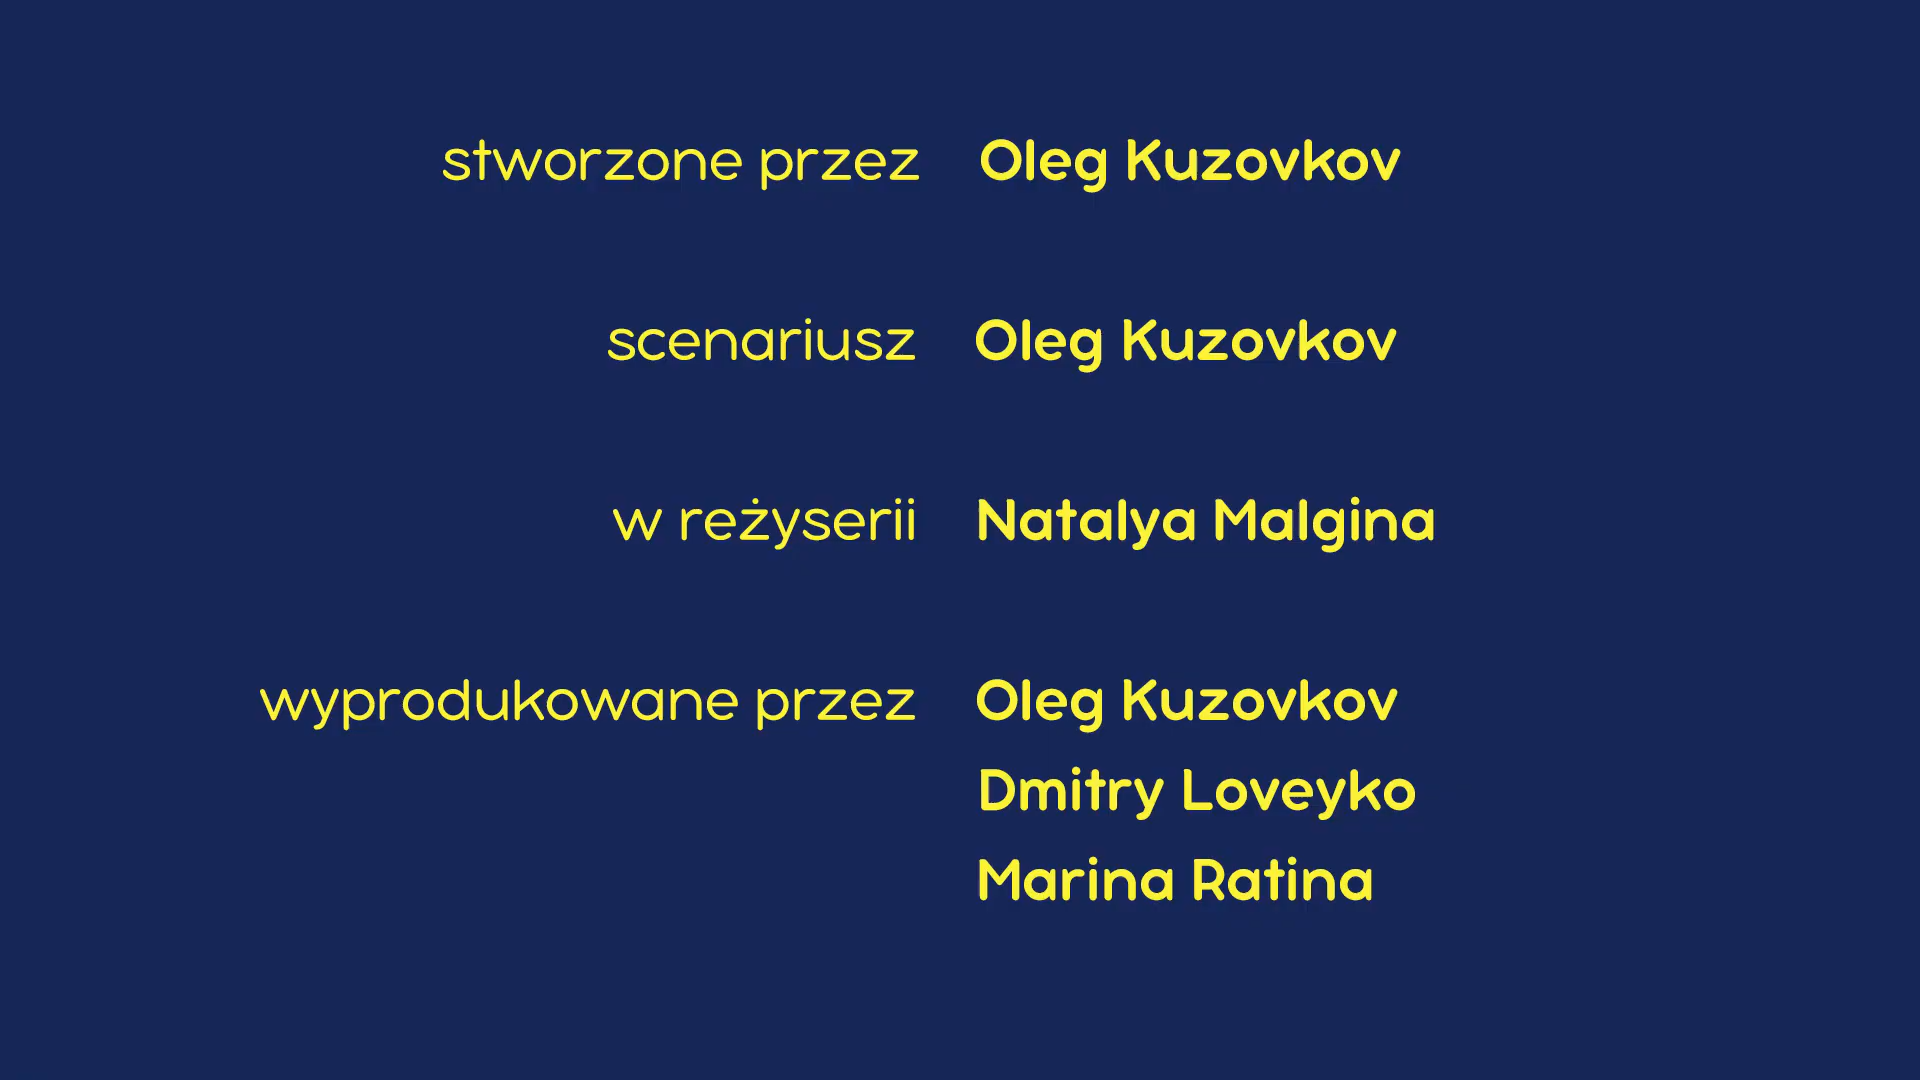 stworzone przez Oleg Kuzovkov
scenariusz Oleg Kuzovkov
w reżyserii Natalya Malgina
wyprodukowane przez Oleg Kuzovkov
Dmitry Loveyko
Marina Ratina